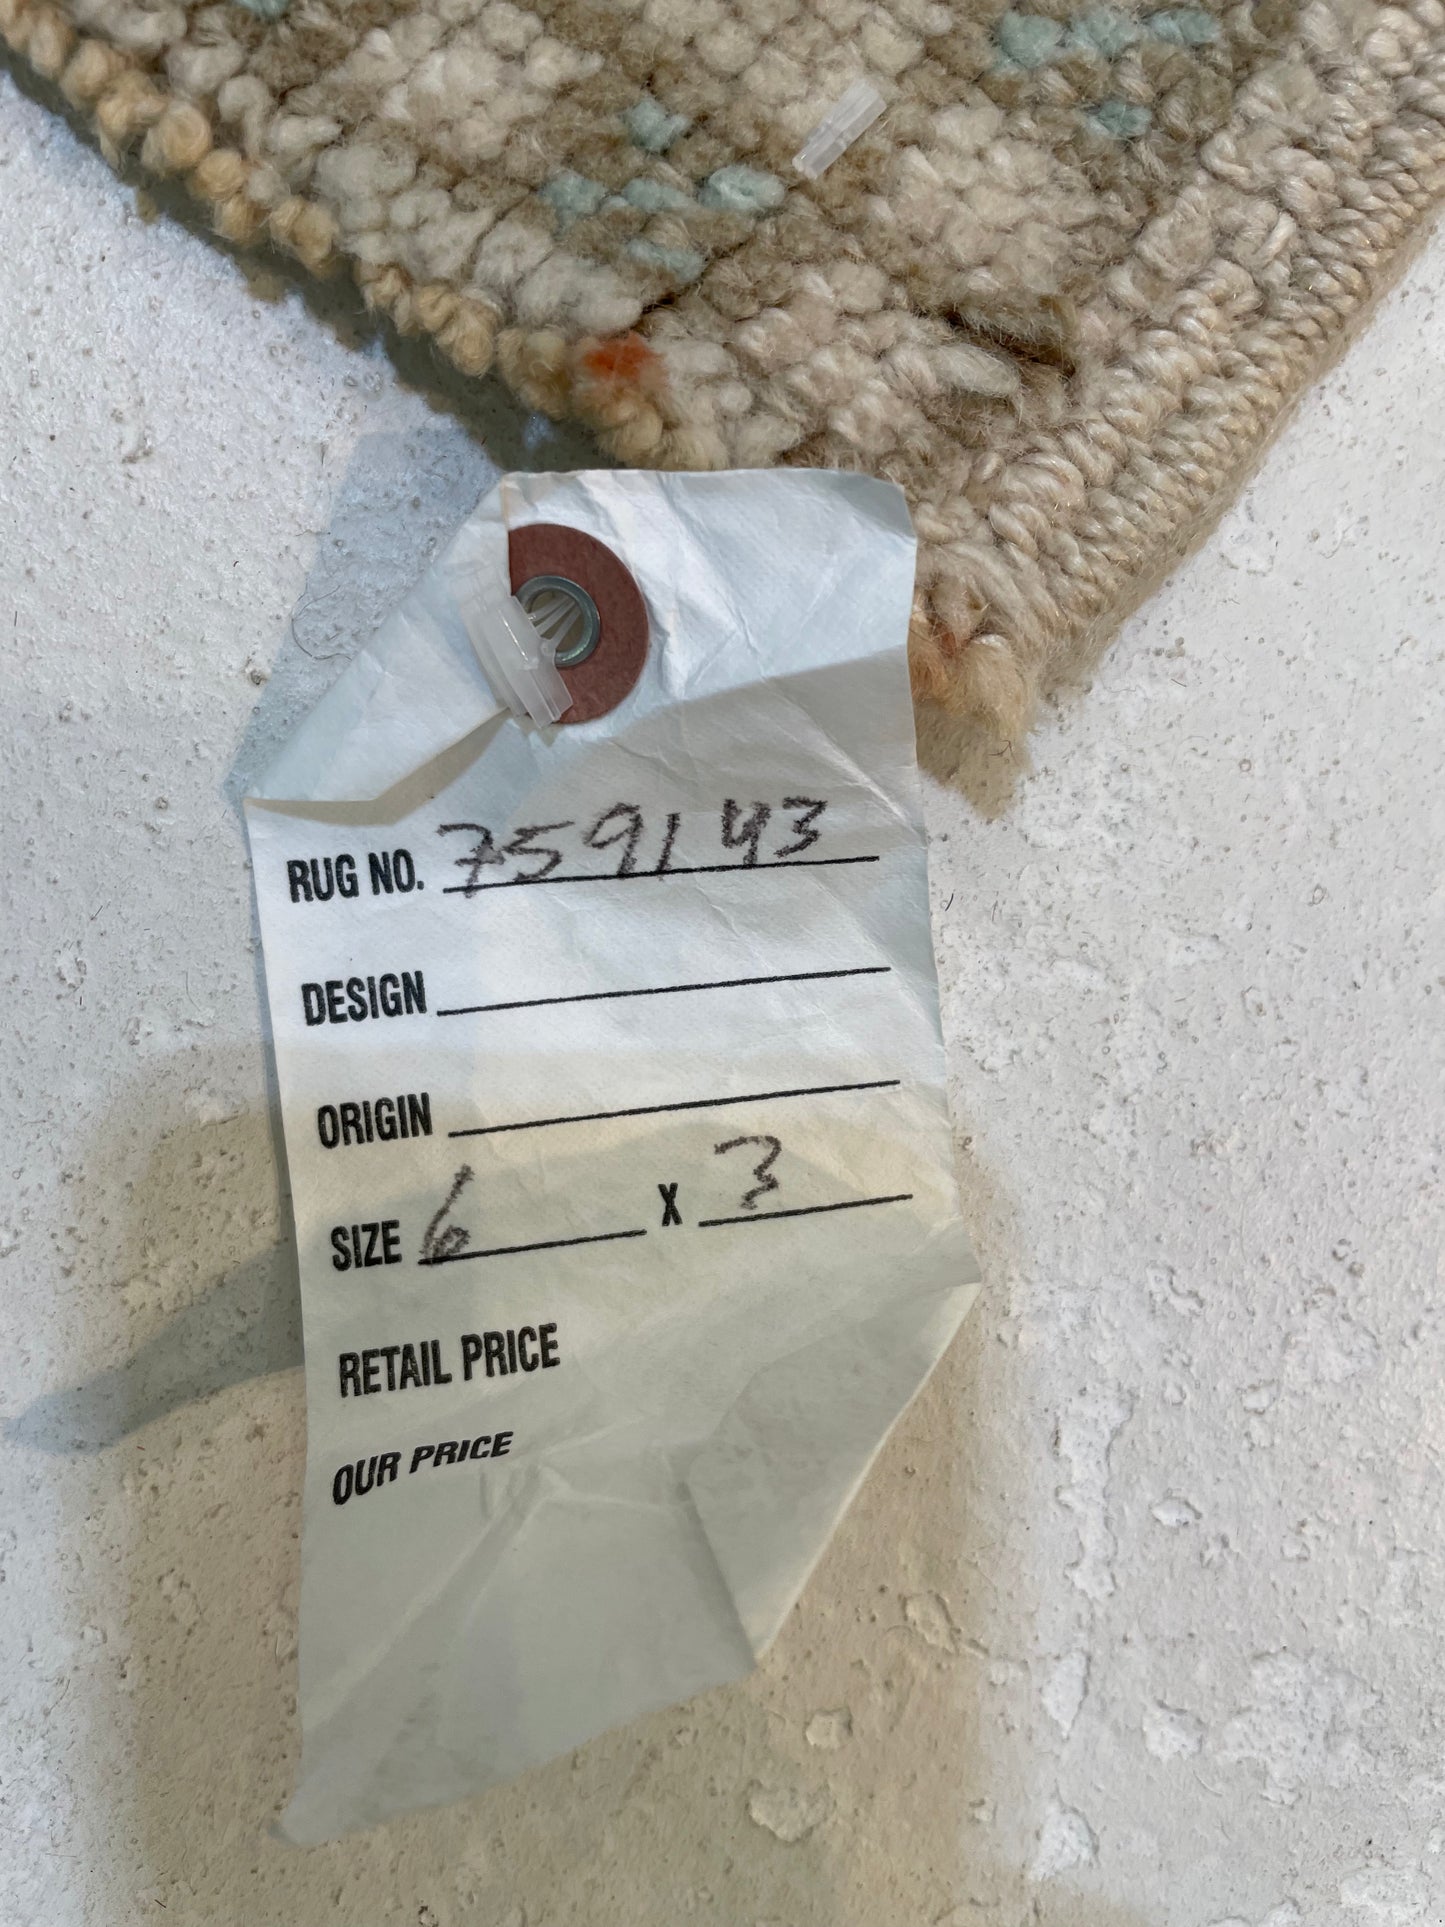 RUG NO. 759143
DESIGN
ORIGIN
SIZE 6 X 3
RETAIL PRICE
OUR PRICE